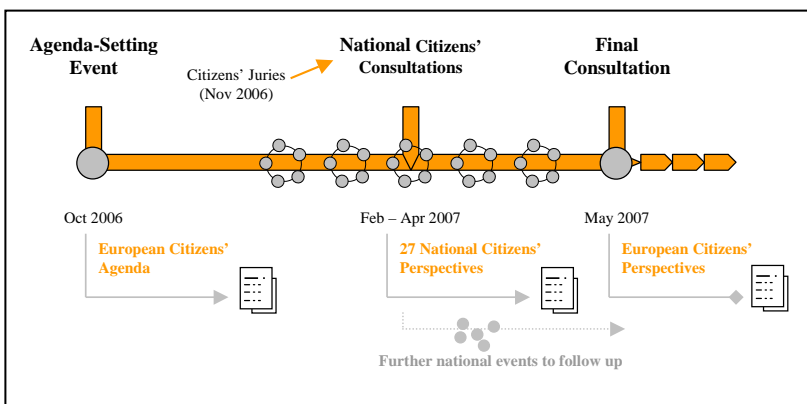 Agenda-Setting
Event
Citizens’ Juries
(Nov 2006)
National Citizens’
Consultations
Final
Consultation
Oct 2006
European Citizens’
Agenda
Feb – Apr 2007
27 National Citizens’
Perspectives
May 2007
European Citizens’
Perspectives
Further national events to follow up